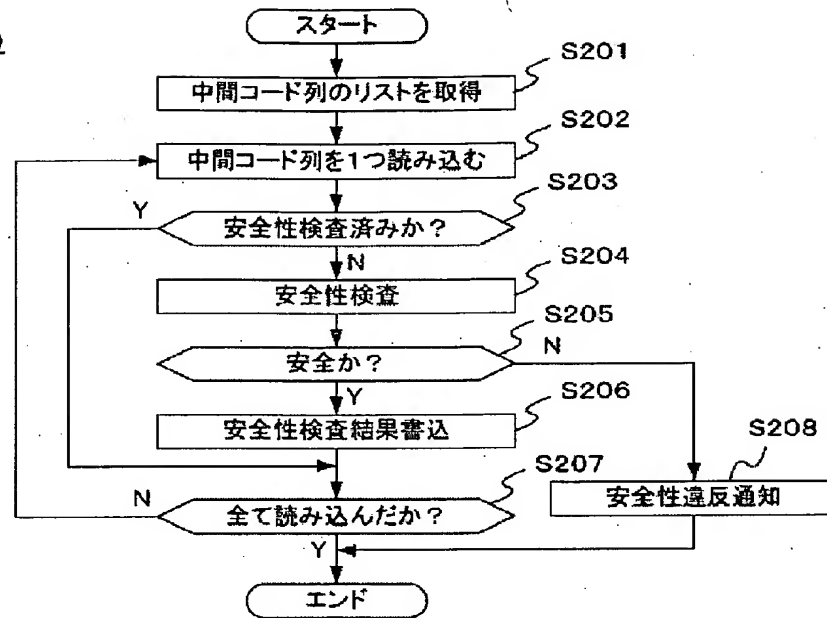 スタート
S201
中間コード列のリストを取得
S202
中間コード列を1つ読み込む
S203
Y
安全性検査済みか?
N
S204
安全性検査
S205
安全か?
N
Y
S206
安全性検査結果書込
S208
S207
N
全て読み込んだか?
安全性違反通知
Y
エンド